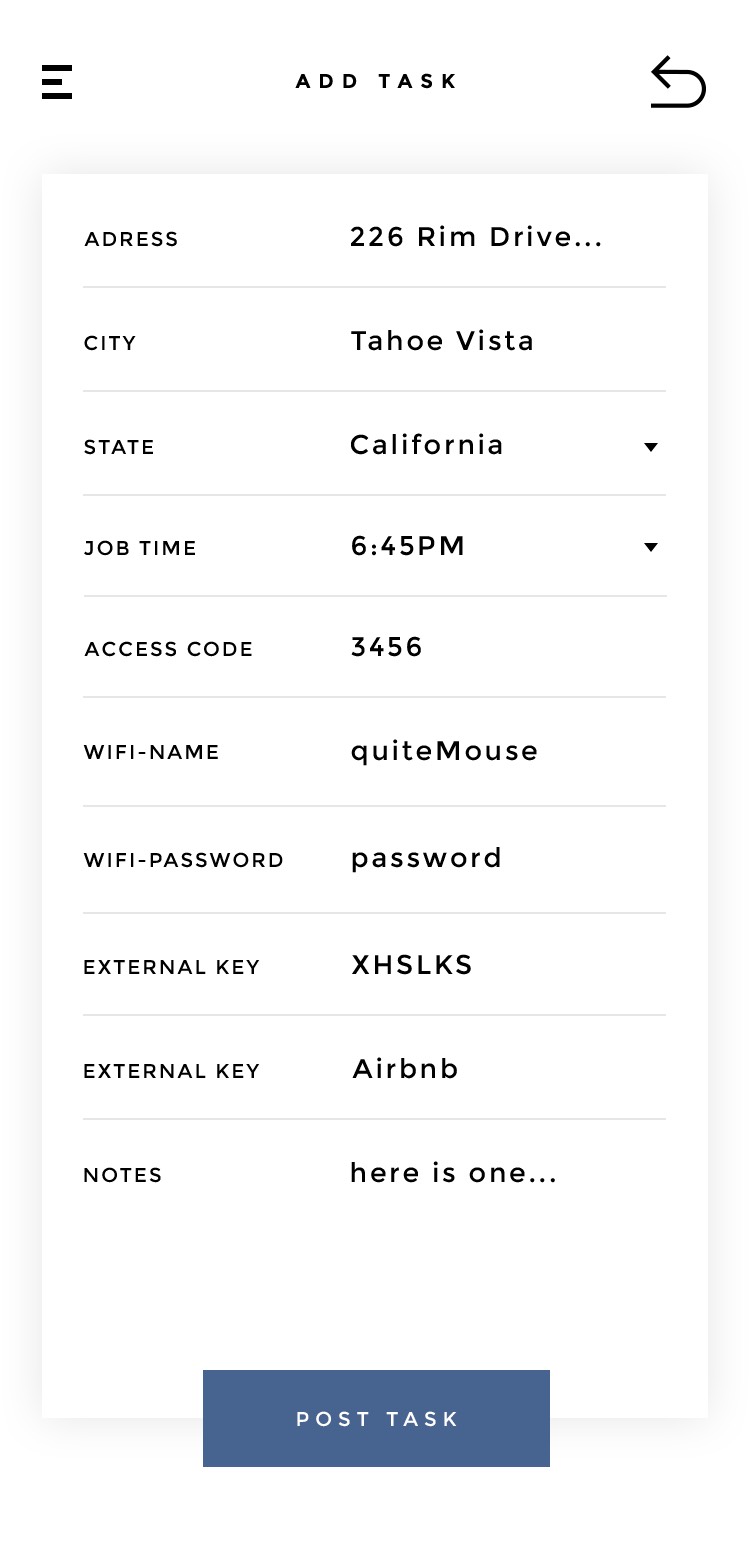 ADD TASK
ADRESS 226 Rim Drive...
CITY Tahoe Vista
STATE California
JOB TIME 6:45PM
ACCESS CODE 3456
WIFI-NAME quiteMouse
WIFI-PASSWORD password
EXTERNAL KEY XHSLKS
EXTERNAL KEY Airbnb
NOTES here is one...
POST TASK